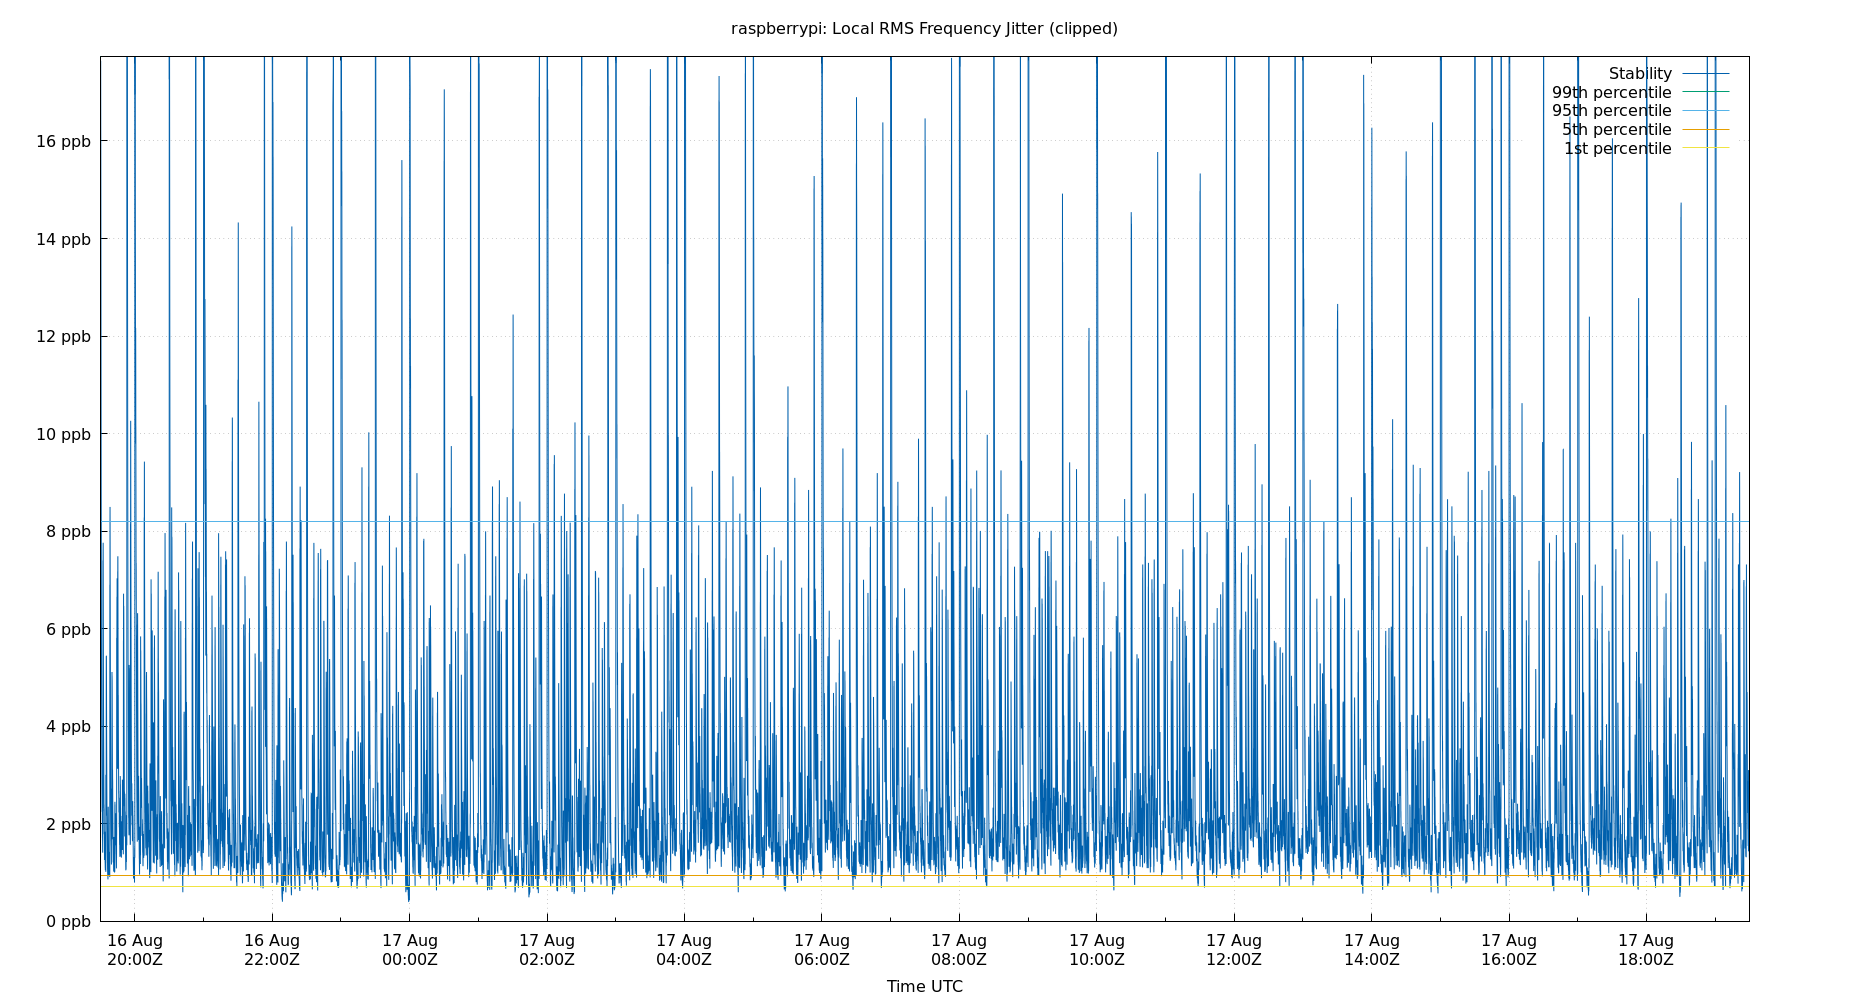 raspberrypi: Local RMS Frequency Jitter (clipped)
Stability
99th percentile
95th percentile
5th percentile
1st percentile
16 ppb
14 ppb
12 ppb
10 ppb
8 ppb
6 ppb
4 ppb
2 ppb
0 ppb
16 Aug 16 Aug 17 Aug 17 Aug 17 Aug 17 Aug 17 Aug 17 Aug 17 Aug 17 Aug 17 Aug 17 Aug
20:00Z 22:00Z 00:00Z 02:00Z 04:00Z 06:00Z 08:00Z 10:00Z 12:00Z 14:00Z 16:00Z 18:00Z
Time UTC